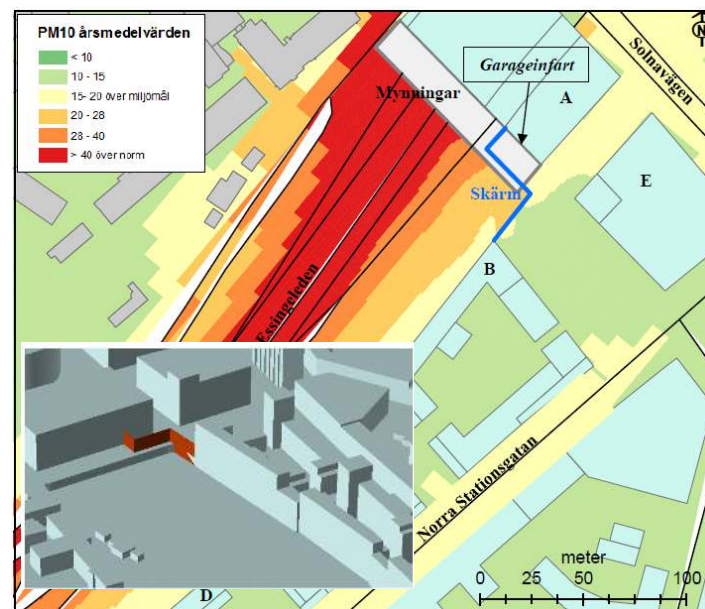 PM10 årsmedelvärden
< 10
10 - 15
15- 20 över miljömål
20 - 28
28 - 40
> 40 över norm
N
Solnavägen
Garageinfart
Mynningar
A
E
Skärm
B
Essingeleden
Norra Stationsgatan
D
meter
0 25 50 100